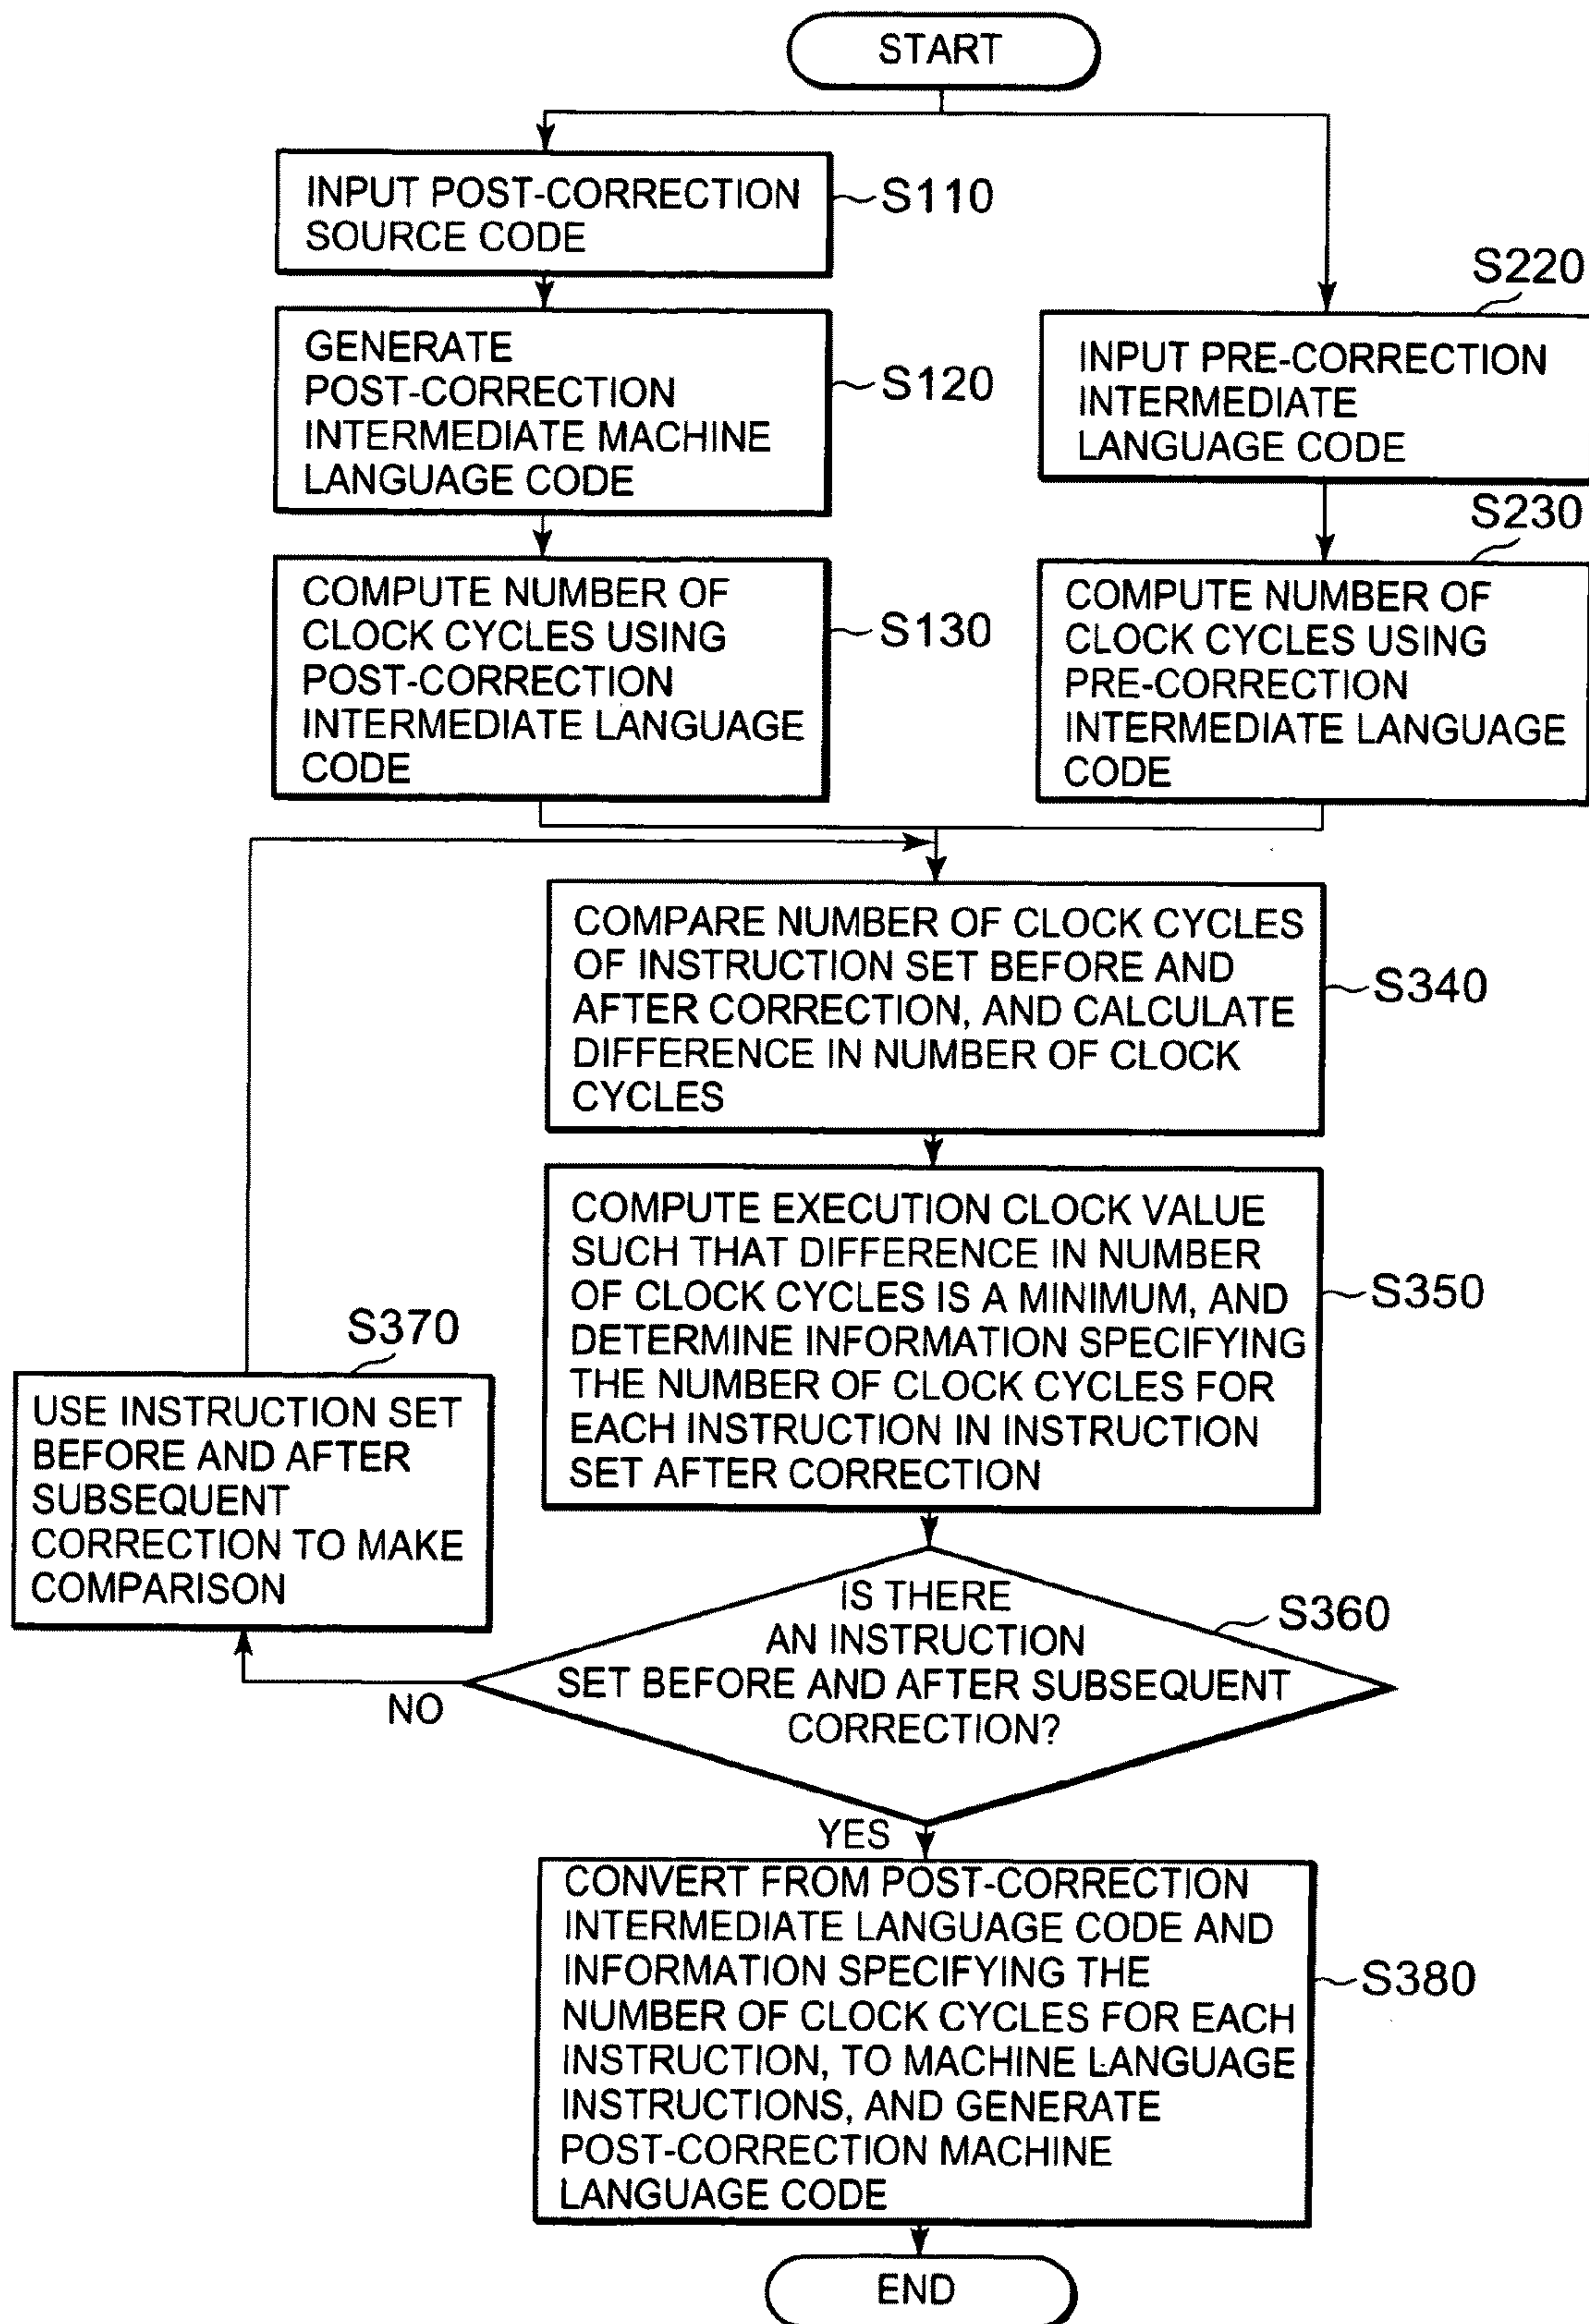 START
INPUT POST-CORRECTION
SOURCE CODE
S110
GENERATE
POST-CORRECTION
INTERMEDIATE MACHINE
LANGUAGE CODE
S120
COMPUTE NUMBER OF
CLOCK CYCLES USING
POST-CORRECTION
INTERMEDIATE LANGUAGE
CODE
S130
S220
INPUT PRE-CORRECTION
INTERMEDIATE
LANGUAGE CODE
S230
COMPUTE NUMBER OF
CLOCK CYCLES USING
PRE-CORRECTION
INTERMEDIATE LANGUAGE
CODE
COMPARE NUMBER OF CLOCK CYCLES
OF INSTRUCTION SET BEFORE AND
AFTER CORRECTION, AND CALCULATE
DIFFERENCE IN NUMBER OF CLOCK
CYCLES
S340
COMPUTE EXECUTION CLOCK VALUE
SUCH THAT DIFFERENCE IN NUMBER
OF CLOCK CYCLES IS A MINIMUM, AND
DETERMINE INFORMATION SPECIFYING
THE NUMBER OF CLOCK CYCLES FOR
EACH INSTRUCTION IN INSTRUCTION
SET AFTER CORRECTION
S350
S370
USE INSTRUCTION SET
BEFORE AND AFTER
SUBSEQUENT
CORRECTION TO MAKE
COMPARISON
IS THERE
AN INSTRUCTION
SET BEFORE AND AFTER SUBSEQUENT
CORRECTION?
S360
NO
YES
CONVERT FROM POST-CORRECTION
INTERMEDIATE LANGUAGE CODE AND
INFORMATION SPECIFYING THE
NUMBER OF CLOCK CYCLES FOR EACH
INSTRUCTION, TO MACHINE LANGUAGE
INSTRUCTIONS, AND GENERATE
POST-CORRECTION MACHINE
LANGUAGE CODE
S380
END